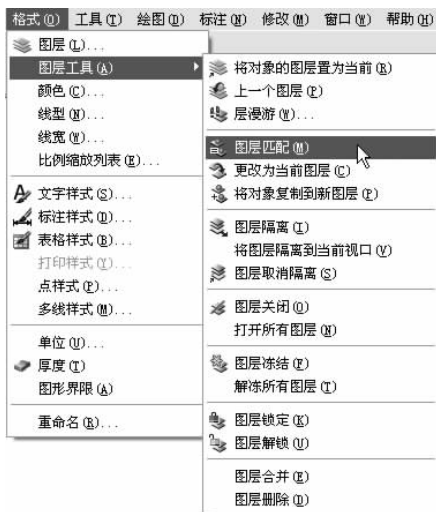 格式(O) 工具(T) 绘图(D) 标注(N) 修改(M) 窗口(W) 帮助(H)
图层(L)...
图层工具(A)
颜色(C)...
线型(N)...
线宽(W)...
比例缩放列表(E)...
文字样式(S)...
标注样式(D)...
表格样式(B)...
打印样式(Y)...
点样式(P)...
多线样式(M)...
单位(U)...
厚度(T)
图形界限(A)
重命名(R)...
将对象的图层置为当前(R)
上一个图层(P)
层漫游(W)...
图层匹配(M)
更改为当前图层(C)
将对象复制到新图层(P)
图层隔离(I)
将图层隔离到当前视口(V)
图层取消隔离(S)
图层关闭(O)
打开所有图层(N)
图层冻结(F)
解冻所有图层(T)
图层锁定(K)
图层解锁(U)
图层合并(E)
图层删除(D)